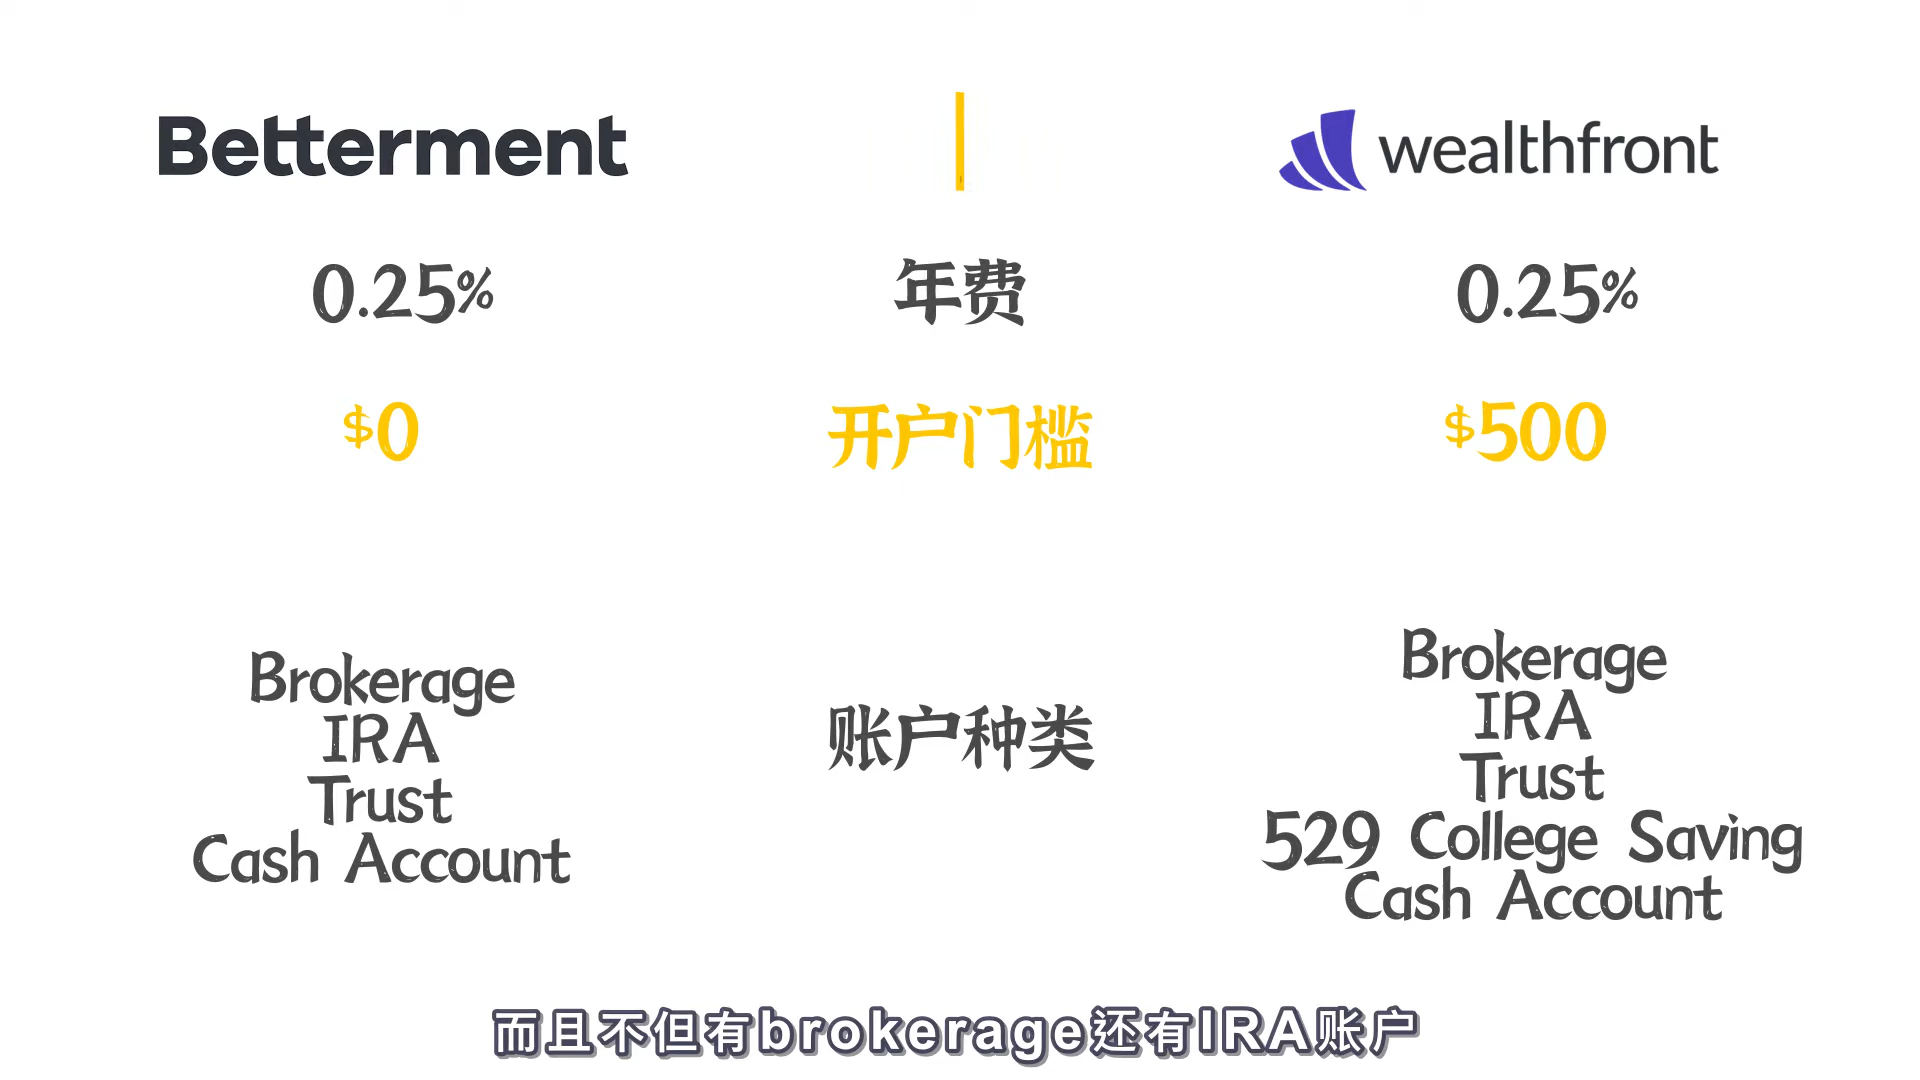 Betterment
wealthfront
0.25%
年费
0.25%
$0
开户门槛
$500
Brokerage
IRA
Trust
Cash Account
账户种类
Brokerage
IRA
Trust
529 College Saving
Cash Account
而且不但有brokerage还有IRA账户